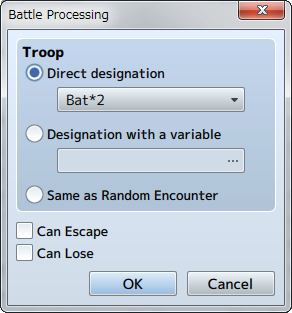 Battle Processing
Troop
Direct designation
Bat*2
Designation with a variable
...
Same as Random Encounter
Can Escape
Can Lose
OK Cancel